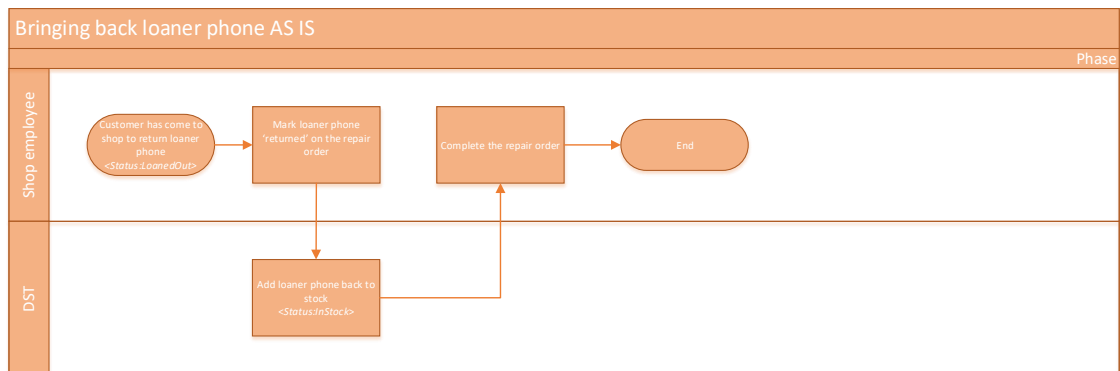 Bringing back loaner phone AS IS
Phase
Shop employee
Customer has come to
shop to return loaner
phone
<Status:LoanedOut>
Mark loaner phone
‘returned’ on the repair
order
Complete the repair order
End
DST
Add loaner phone back to
stock
<Status:InStock>